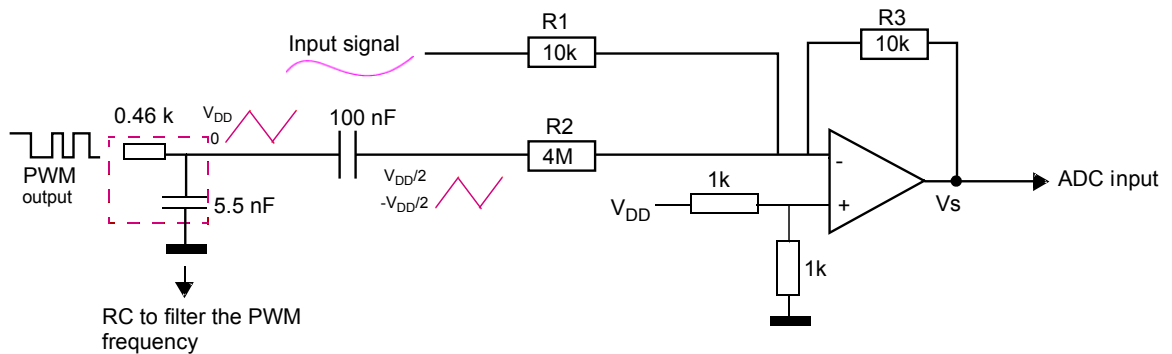 R1
10k
R3
10k
Input signal
0.46 k
VDD
0
100 nF
R2
4M
PWM
output
5.5 nF
VDD/2
-VDD/2
1k
VDD
-
+
Vs
ADC input
1k
RC to filter the PWM
frequency